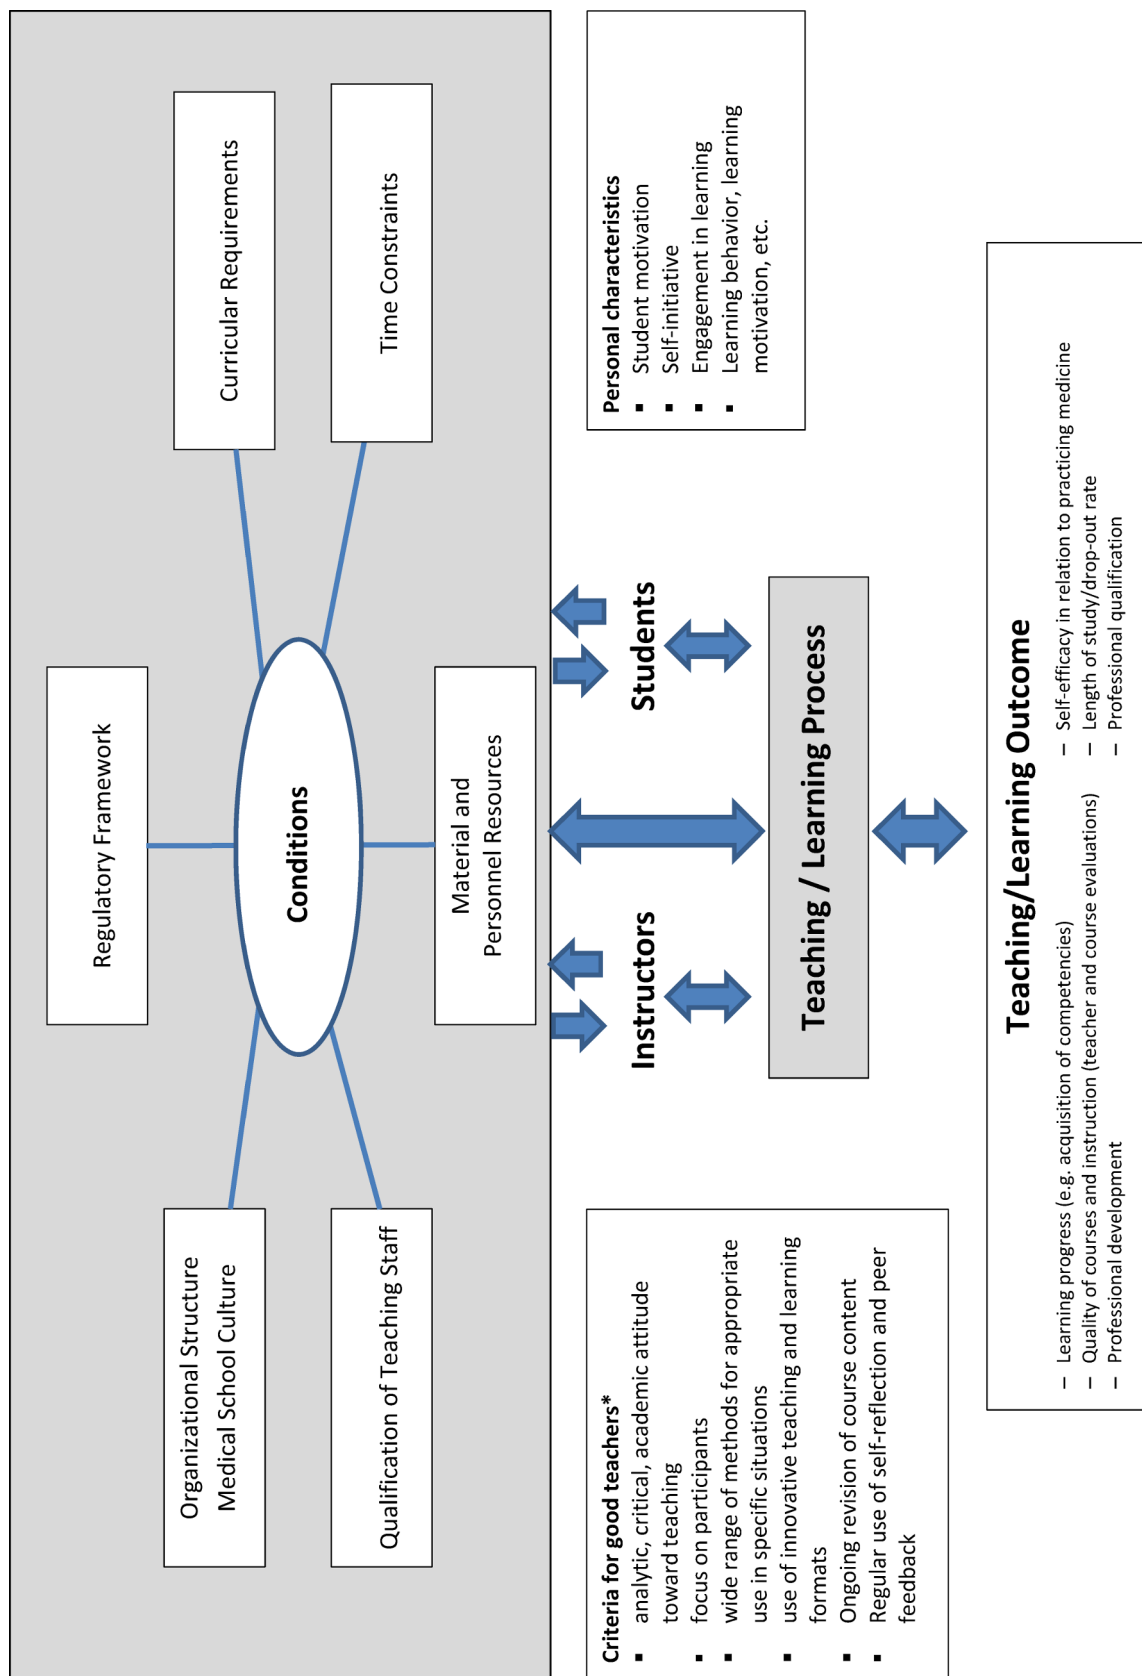 Regulatory Framework
Organizational Structure
Medical School Culture
Curricular Requirements
Conditions
Qualification of Teaching Staff
Time Constraints
Material and
Personnel Resources
Criteria for good teachers*
▪ analytic, critical, academic attitude
toward teaching
▪ focus on participants
▪ wide range of methods for appropriate
use in specific situations
▪ use of innovative teaching and learning
formats
▪ Ongoing revision of course content
▪ Regular use of self-reflection and peer
feedback
Instructors
Students
Personal characteristics
▪ Student motivation
▪ Self-initiative
▪ Engagement in learning
▪ Learning behavior, learning
motivation, etc.
Teaching / Learning Process
Teaching/Learning Outcome
– Learning progress (e.g. acquisition of competencies)
– Quality of courses and instruction (teacher and course evaluations)
– Professional development
– Self-efficacy in relation to practicing medicine
– Length of study/drop-out rate
– Professional qualification